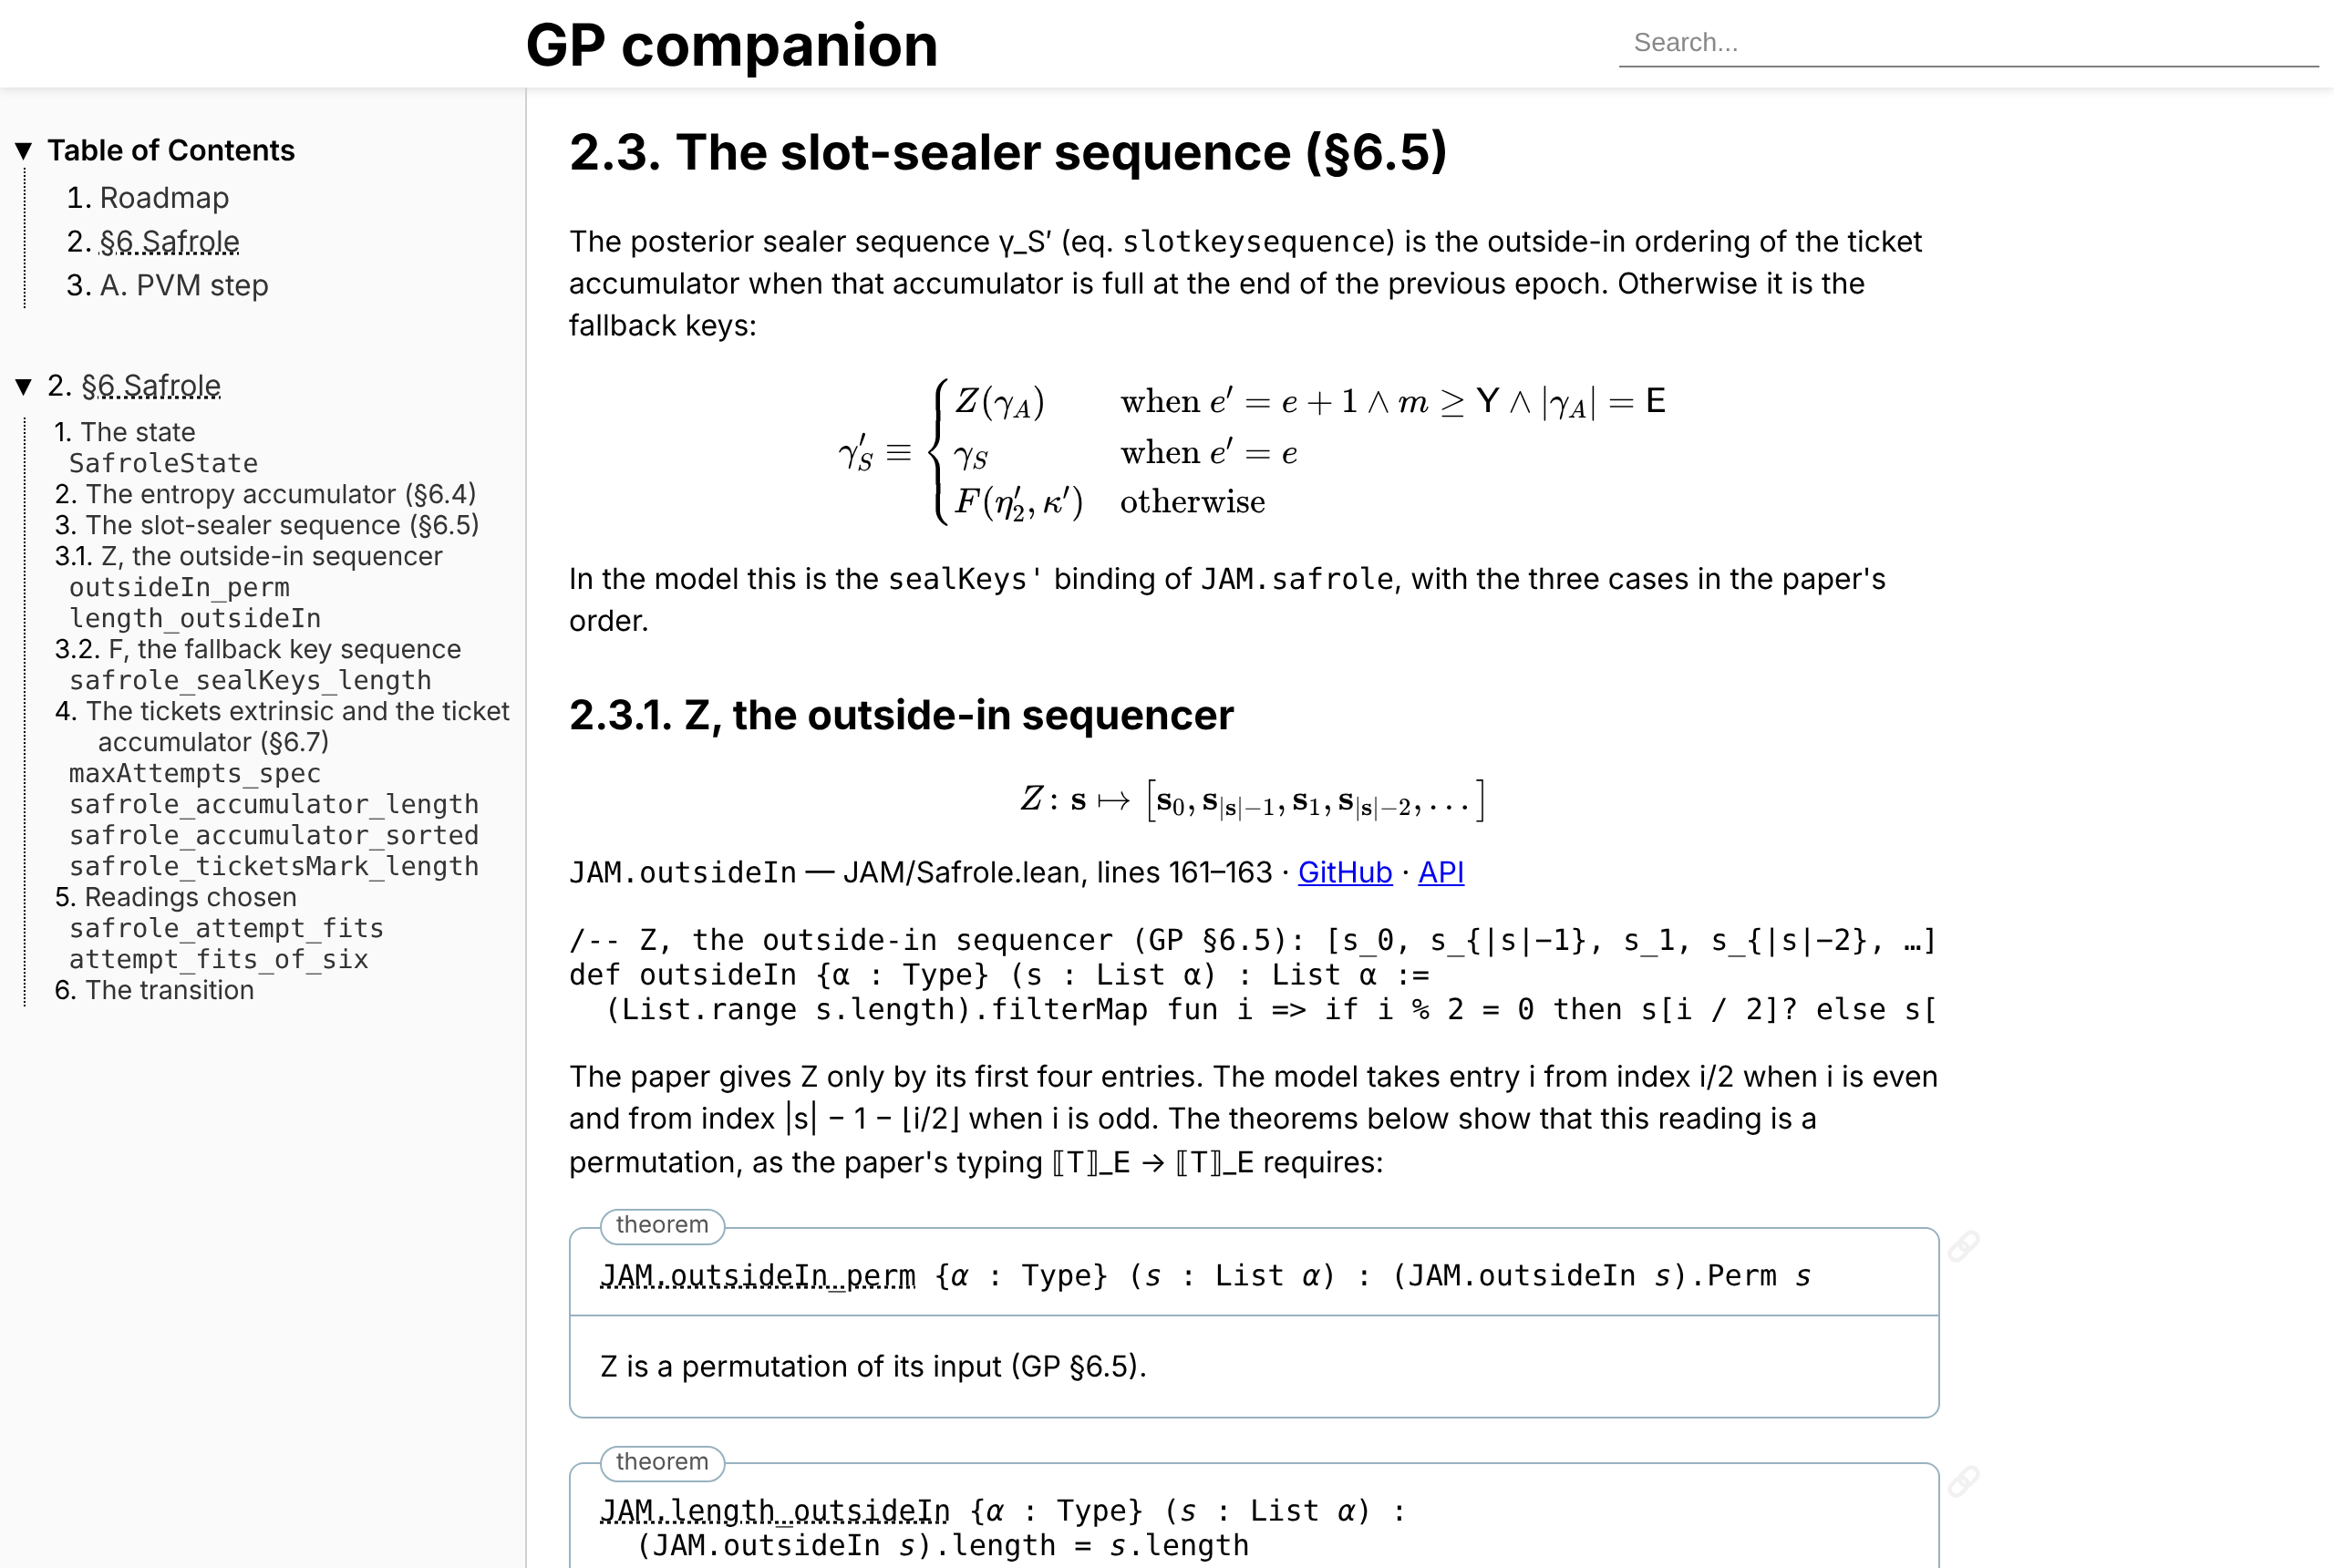 GP companion
Search...
▼ Table of Contents
1. Roadmap
2. §6 Safrole
3. A. PVM step
▼ 2. §6 Safrole
1. The state
SafroleState
2. The entropy accumulator (§6.4)
3. The slot-sealer sequence (§6.5)
3.1. Z, the outside-in sequencer
outsideIn_perm
length_outsideIn
3.2. F, the fallback key sequence
safrole_sealKeys_length
4. The tickets extrinsic and the ticket
accumulator (§6.7)
maxAttempts_spec
safrole_accumulator_length
safrole_accumulator_sorted
safrole_ticketsMark_length
5. Readings chosen
safrole_attempt_fits
attempt_fits_of_six
6. The transition
2.3. The slot-sealer sequence (§6.5)
The posterior sealer sequence γ_S′ (eq. slotkeysequence) is the outside-in ordering of the ticket
accumulator when that accumulator is full at the end of the previous epoch. Otherwise it is the
fallback keys:
γ′_S ≡ { Z(γ_A) when e′ = e + 1 ∧ m ≥ Y ∧ |γ_A| = E
γ_S when e′ = e
F(η′_2, κ′) otherwise
In the model this is the sealKeys' binding of JAM.safrole, with the three cases in the paper's
order.
2.3.1. Z, the outside-in sequencer
Z: s ↦ [s_0, s_{|s|−1}, s_1, s_{|s|−2}, …]
JAM.outsideIn — JAM/Safrole.lean, lines 161–163 · GitHub · API
/-- Z, the outside-in sequencer (GP §6.5): [s_0, s_{|s|−1}, s_1, s_{|s|−2}, …]
def outsideIn {α : Type} (s : List α) : List α :=
(List.range s.length).filterMap fun i => if i % 2 = 0 then s[i / 2]? else s[
The paper gives Z only by its first four entries. The model takes entry i from index i/2 when i is even
and from index |s| − 1 − ⌊i/2⌋ when i is odd. The theorems below show that this reading is a
permutation, as the paper's typing ⟦T⟧_E → ⟦T⟧_E requires:
theorem
JAM.outsideIn_perm {α : Type} (s : List α) : (JAM.outsideIn s).Perm s
Z is a permutation of its input (GP §6.5).
theorem
JAM.length_outsideIn {α : Type} (s : List α) :
(JAM.outsideIn s).length = s.length